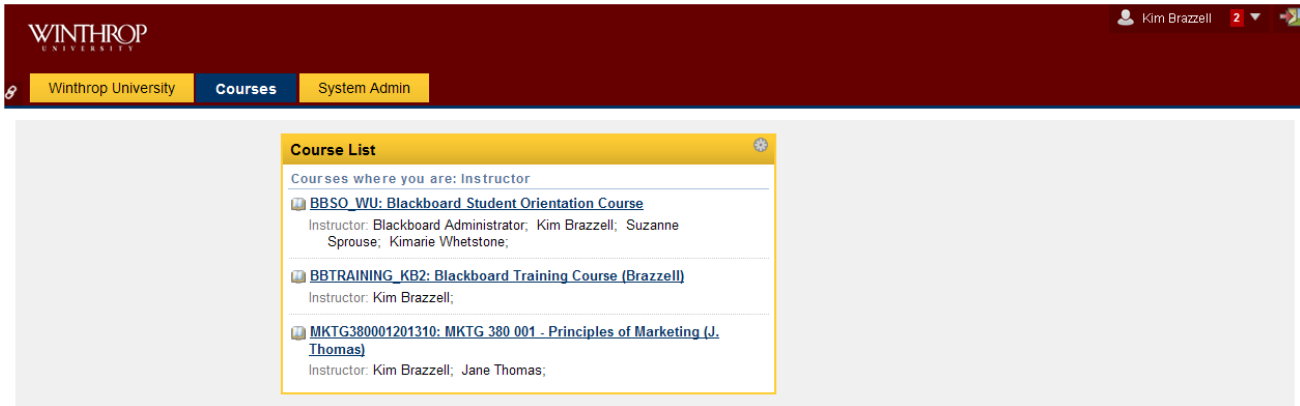 WINTHROP
UNIVERSITY
Kim Brazzell 2
Winthrop University Courses System Admin
Course List
Courses where you are: Instructor
BBSO_WU: Blackboard Student Orientation Course
Instructor: Blackboard Administrator; Kim Brazzell; Suzanne
Sprouse; Kimarie Whetstone;
BBTRAINING_KB2: Blackboard Training Course (Brazzell)
Instructor: Kim Brazzell;
MKTG380001201310: MKTG 380 001 - Principles of Marketing (J.
Thomas)
Instructor: Kim Brazzell; Jane Thomas;